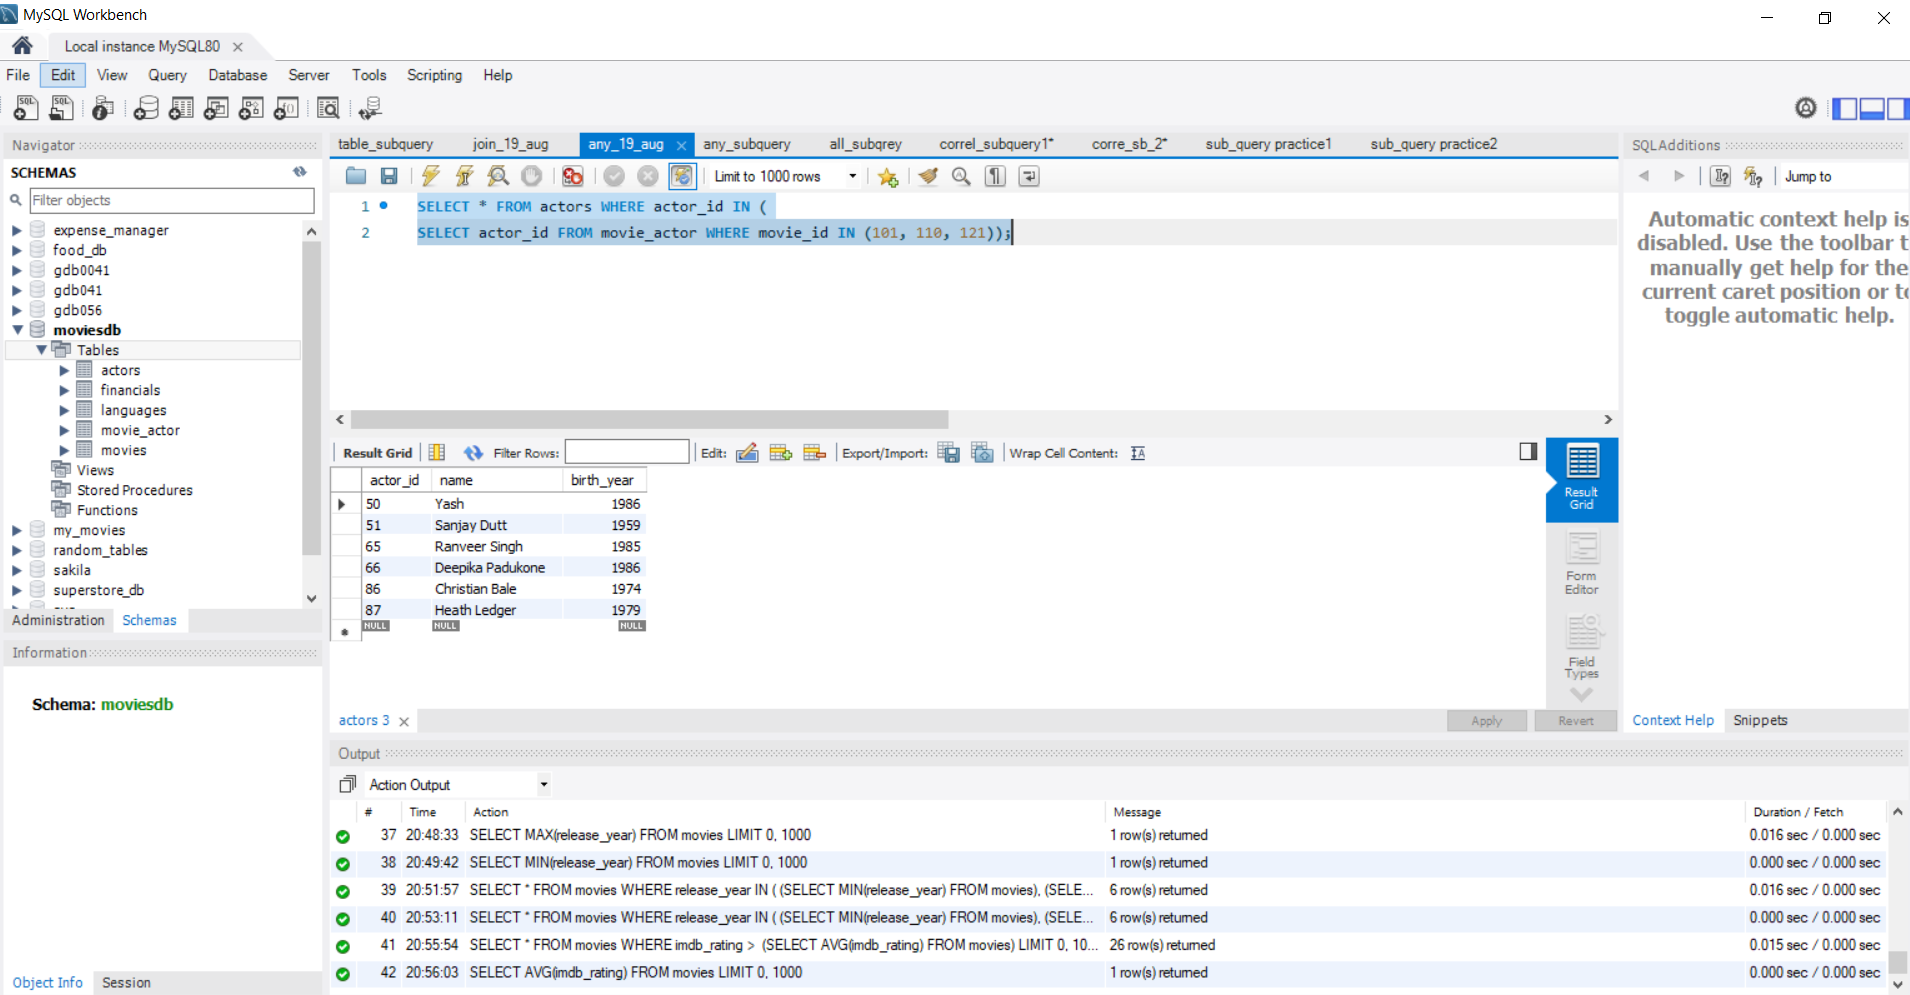 MySQL Workbench
Local instance MySQL80
File Edit View Query Database Server Tools Scripting Help
Navigator
SCHEMAS
Filter objects
expense_manager
food_db
gdb0041
gdb041
gdb056
moviesdb
Tables
actors
financials
languages
movie_actor
movies
Views
Stored Procedures
Functions
my_movies
random_tables
sakila
superstore_db
Administration Schemas
Information
Schema: moviesdb
Object Info Session
table_subquery join_19_aug any_19_aug any_subquery all_subqrey correl_subquery1* corre_sb_2* sub_query practice1 sub_query practice2
Limit to 1000 rows
1 SELECT * FROM actors WHERE actor_id IN (
2 SELECT actor_id FROM movie_actor WHERE movie_id IN (101, 110, 121));
Result Grid Filter Rows: Edit: Export/Import: Wrap Cell Content:
actor_id name birth_year
50 Yash 1986
51 Sanjay Dutt 1959
65 Ranveer Singh 1985
66 Deepika Padukone 1986
86 Christian Bale 1974
87 Heath Ledger 1979
NULL NULL NULL
Result
Grid
Form
Editor
Field
Types
actors 3
Apply Revert
SQLAdditions
Jump to
Automatic context help is
disabled. Use the toolbar t
manually get help for the
current caret position or to
toggle automatic help.
Context Help Snippets
Output
Action Output
# Time Action Message Duration / Fetch
37 20:48:33 SELECT MAX(release_year) FROM movies LIMIT 0, 1000 1 row(s) returned 0.016 sec / 0.000 sec
38 20:49:42 SELECT MIN(release_year) FROM movies LIMIT 0, 1000 1 row(s) returned 0.000 sec / 0.000 sec
39 20:51:57 SELECT * FROM movies WHERE release_year IN ( (SELECT MIN(release_year) FROM movies), (SELE... 6 row(s) returned 0.016 sec / 0.000 sec
40 20:53:11 SELECT * FROM movies WHERE release_year IN ( (SELECT MIN(release_year) FROM movies), (SELE... 6 row(s) returned 0.000 sec / 0.000 sec
41 20:55:54 SELECT * FROM movies WHERE imdb_rating > (SELECT AVG(imdb_rating) FROM movies) LIMIT 0, 10... 26 row(s) returned 0.015 sec / 0.000 sec
42 20:56:03 SELECT AVG(imdb_rating) FROM movies LIMIT 0, 1000 1 row(s) returned 0.000 sec / 0.000 sec